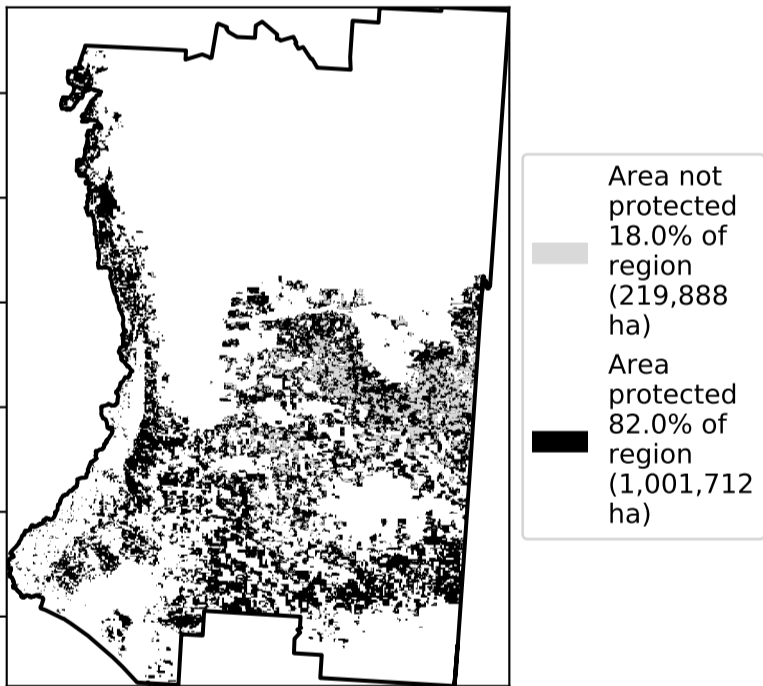 Area not
protected
18.0% of
region
(219,888
ha)
Area
protected
82.0% of
region
(1,001,712
ha)